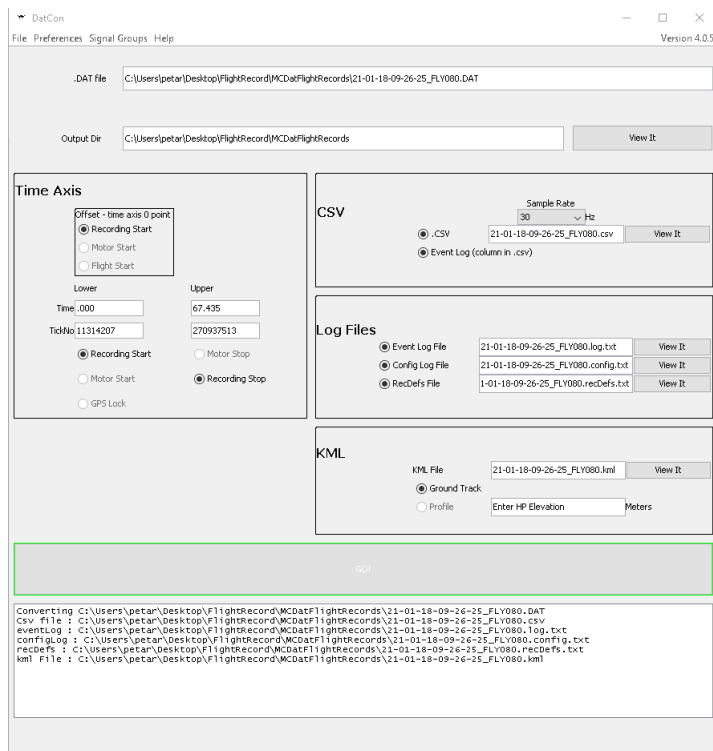 DatCon
File Preferences Signal Groups Help Version 4.0.5
.DAT file C:\Users\petar\Desktop\FlightRecord\MCDatFlightRecords\21-01-18-09-26-25_FLY080.DAT
Output Dir C:\Users\petar\Desktop\FlightRecord\MCDatFlightRecords View It
Time Axis
Offset - time axis 0 point
Recording Start
Motor Start
Flight Start
Lower Upper
Time .000 67.435
TickNo 11314207 270937513
Recording Start Motor Stop
Motor Start Recording Stop
GPS Lock
CSV
Sample Rate
30 Hz
.CSV 21-01-18-09-26-25_FLY080.csv View It
Event Log (column in .csv)
Log Files
Event Log File 21-01-18-09-26-25_FLY080.log.txt View It
Config Log File 21-01-18-09-26-25_FLY080.config.txt View It
RecDefs File 1-01-18-09-26-25_FLY080.recDefs.txt View It
KML
KML File 21-01-18-09-26-25_FLY080.kml View It
Ground Track
Profile Enter HP Elevation Meters
GO!
Converting C:\Users\petar\Desktop\FlightRecord\MCDatFlightRecords\21-01-18-09-26-25_FLY080.DAT
Csv file : C:\Users\petar\Desktop\FlightRecord\MCDatFlightRecords\21-01-18-09-26-25_FLY080.csv
eventLog : C:\Users\petar\Desktop\FlightRecord\MCDatFlightRecords\21-01-18-09-26-25_FLY080.log.txt
configLog : C:\Users\petar\Desktop\FlightRecord\MCDatFlightRecords\21-01-18-09-26-25_FLY080.config.txt
recDefs : C:\Users\petar\Desktop\FlightRecord\MCDatFlightRecords\21-01-18-09-26-25_FLY080.recDefs.txt
kml File : C:\Users\petar\Desktop\FlightRecord\MCDatFlightRecords\21-01-18-09-26-25_FLY080.kml